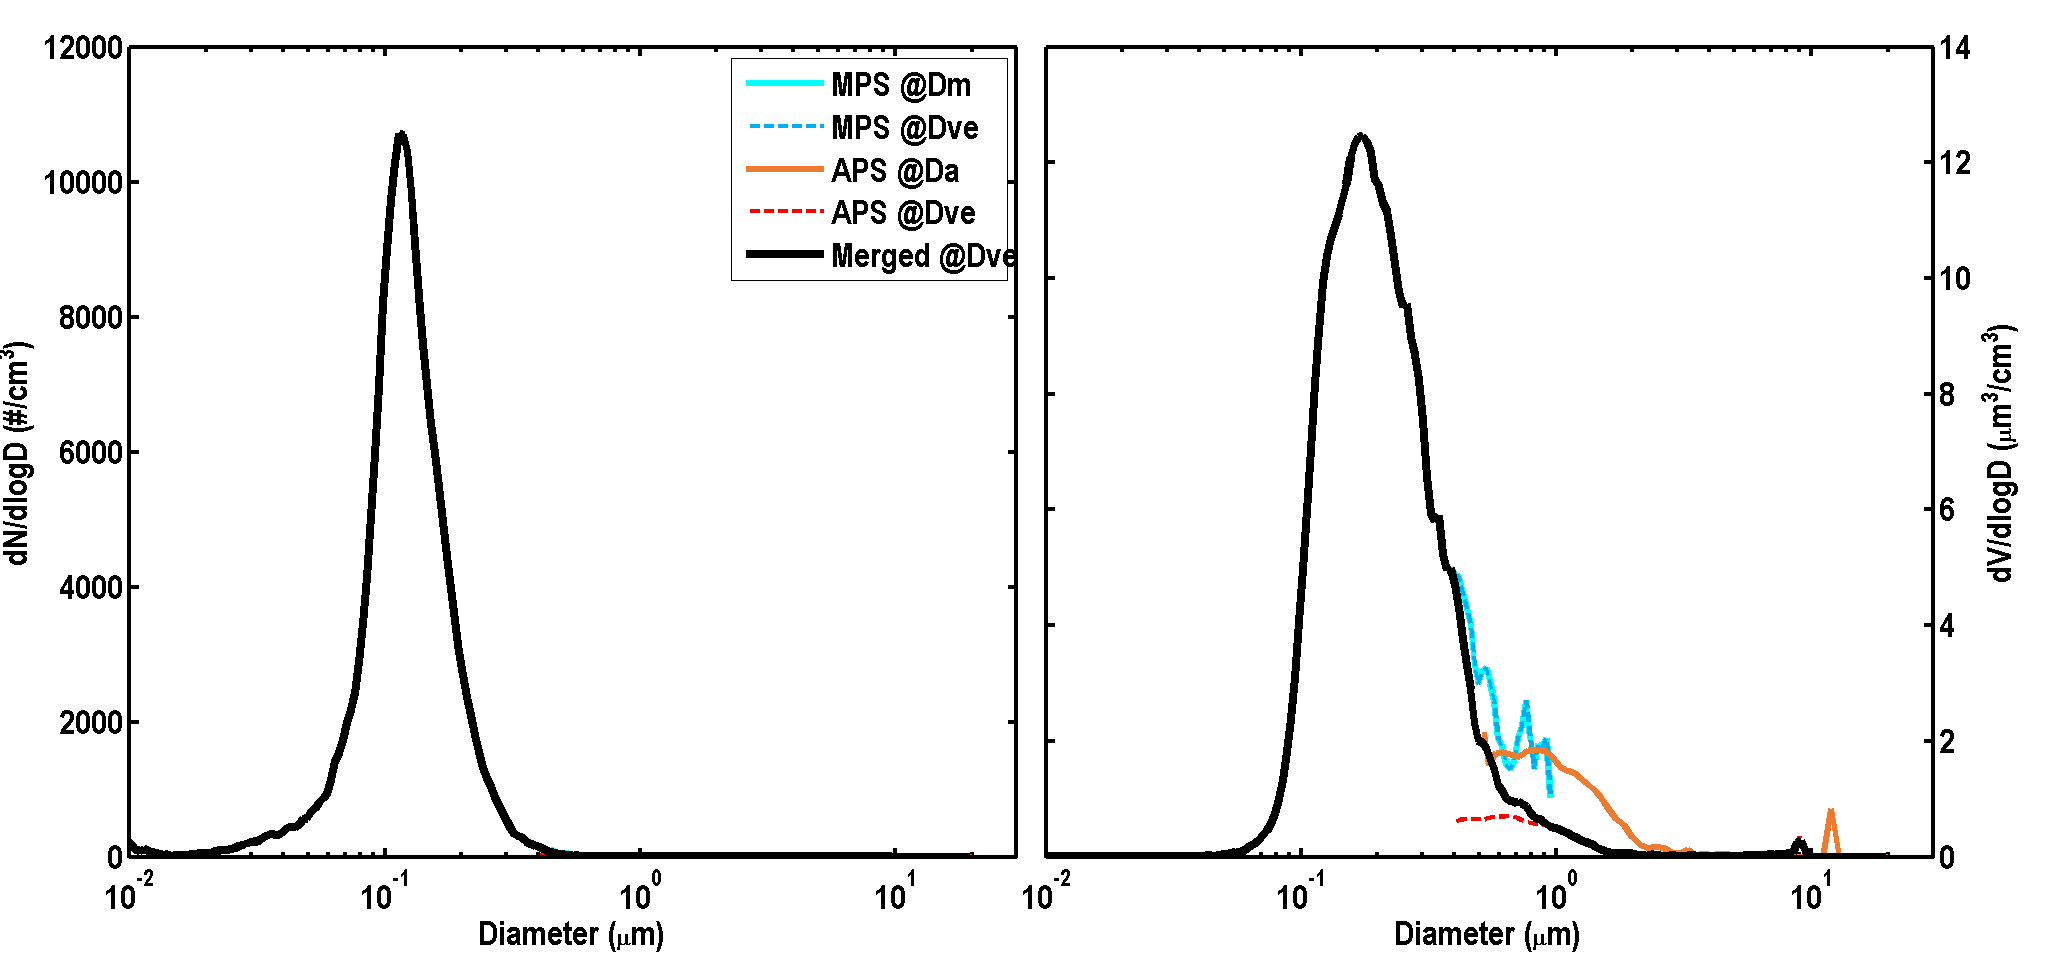 12000
10000
8000
6000
4000
2000
0
dN/dlogD (#/cm³)
10⁻²
10⁻¹
10⁰
10¹
Diameter (μm)
MPS @Dm
MPS @Dve
APS @Da
APS @Dve
Merged @Dve
14
12
10
8
6
4
2
0
dV/dlogD (μm³/cm³)
10⁻²
10⁻¹
10⁰
10¹
Diameter (μm)